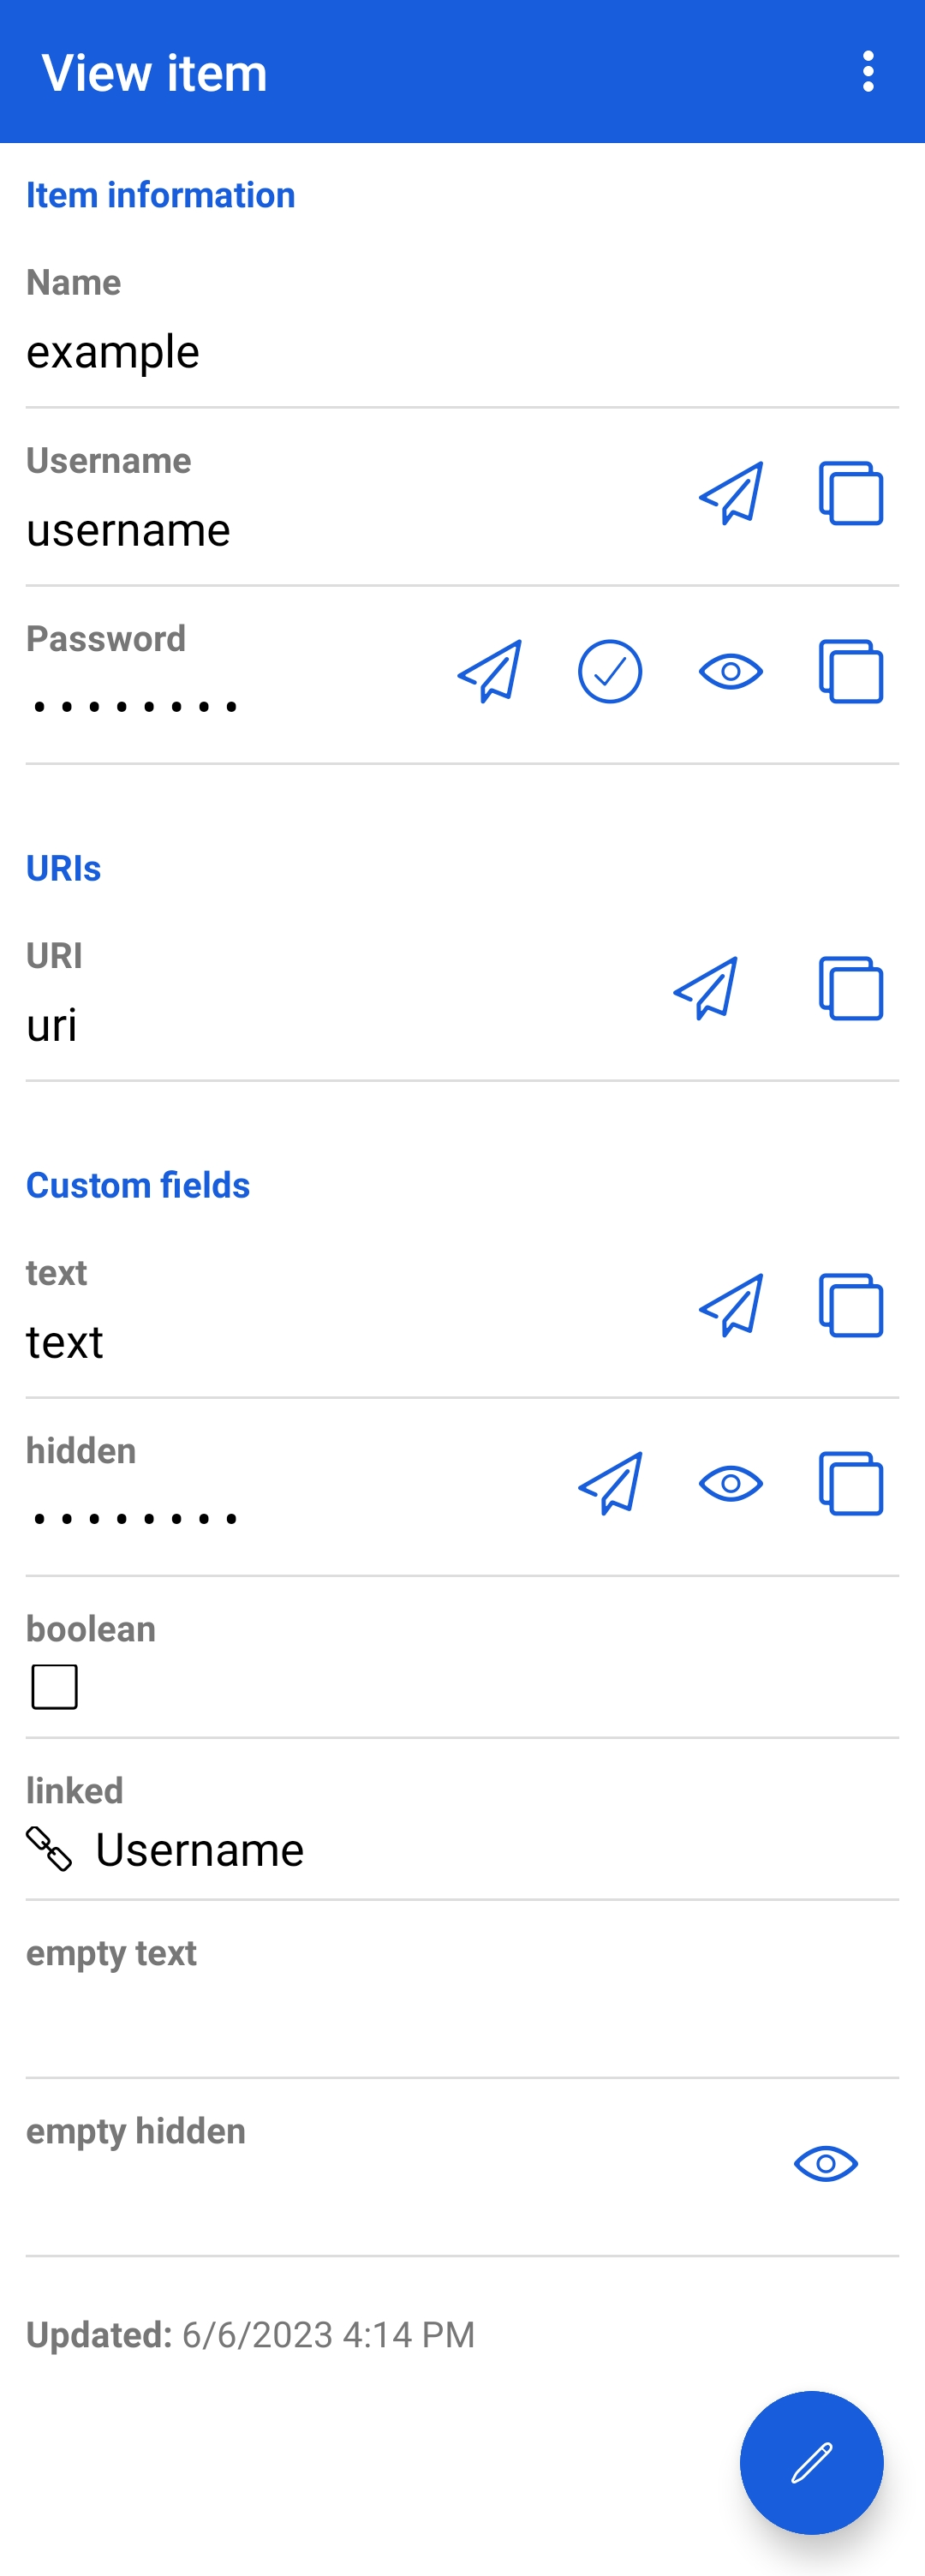 View item
Item information
Name
example
Username
username
Password
••••••••
URIs
URI
uri
Custom fields
text
text
hidden
••••••••
boolean
linked
Username
empty text
empty hidden
Updated: 6/6/2023 4:14 PM